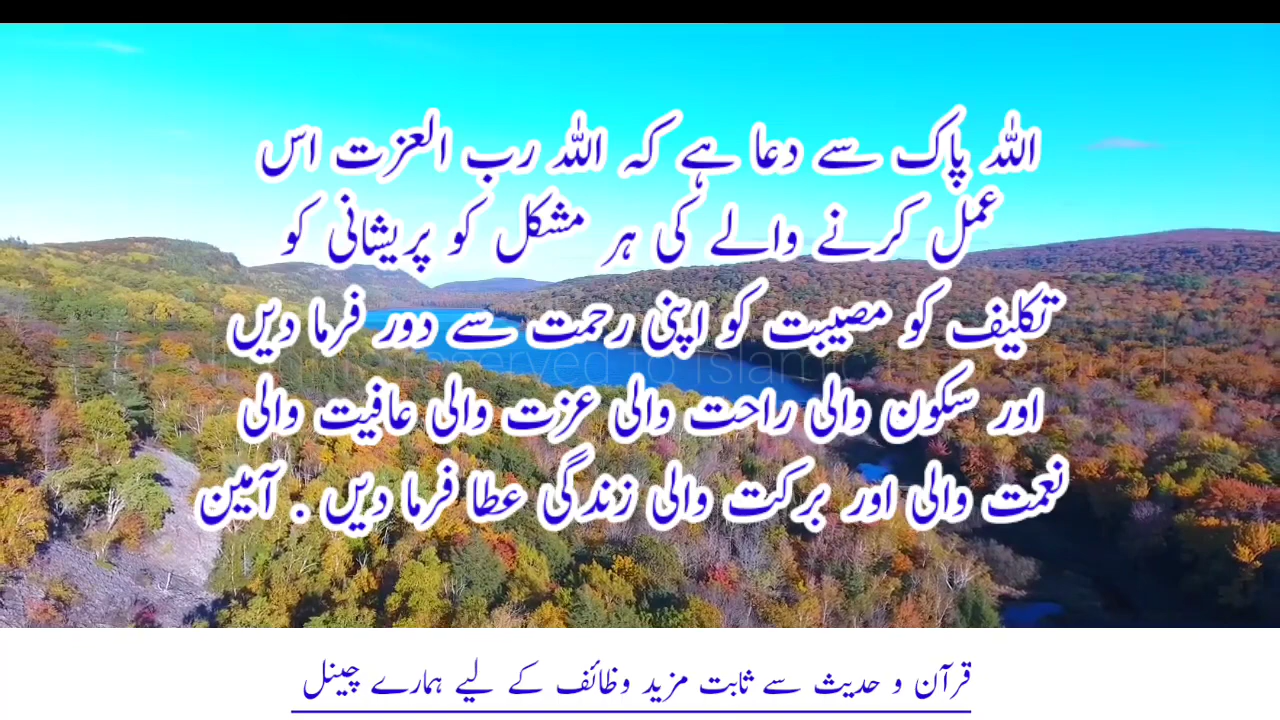 اللہ پاک سے دعا ہے کہ اللہ رب العزت اس
عمل کرنے والے کی ہر مشکل کو پریشانی کو
تکلیف کو مصیبت کو اپنی رحمت سے دور فرما دیں
reserved to Islamic
اور سکون والی راحت والی عزت والی عافیت والی
نعمت والی اور برکت والی زندگی عطا فرما دیں . آمین
قرآن و حدیث سے ثابت مزید وظائف کے لیے ہمارے چینل